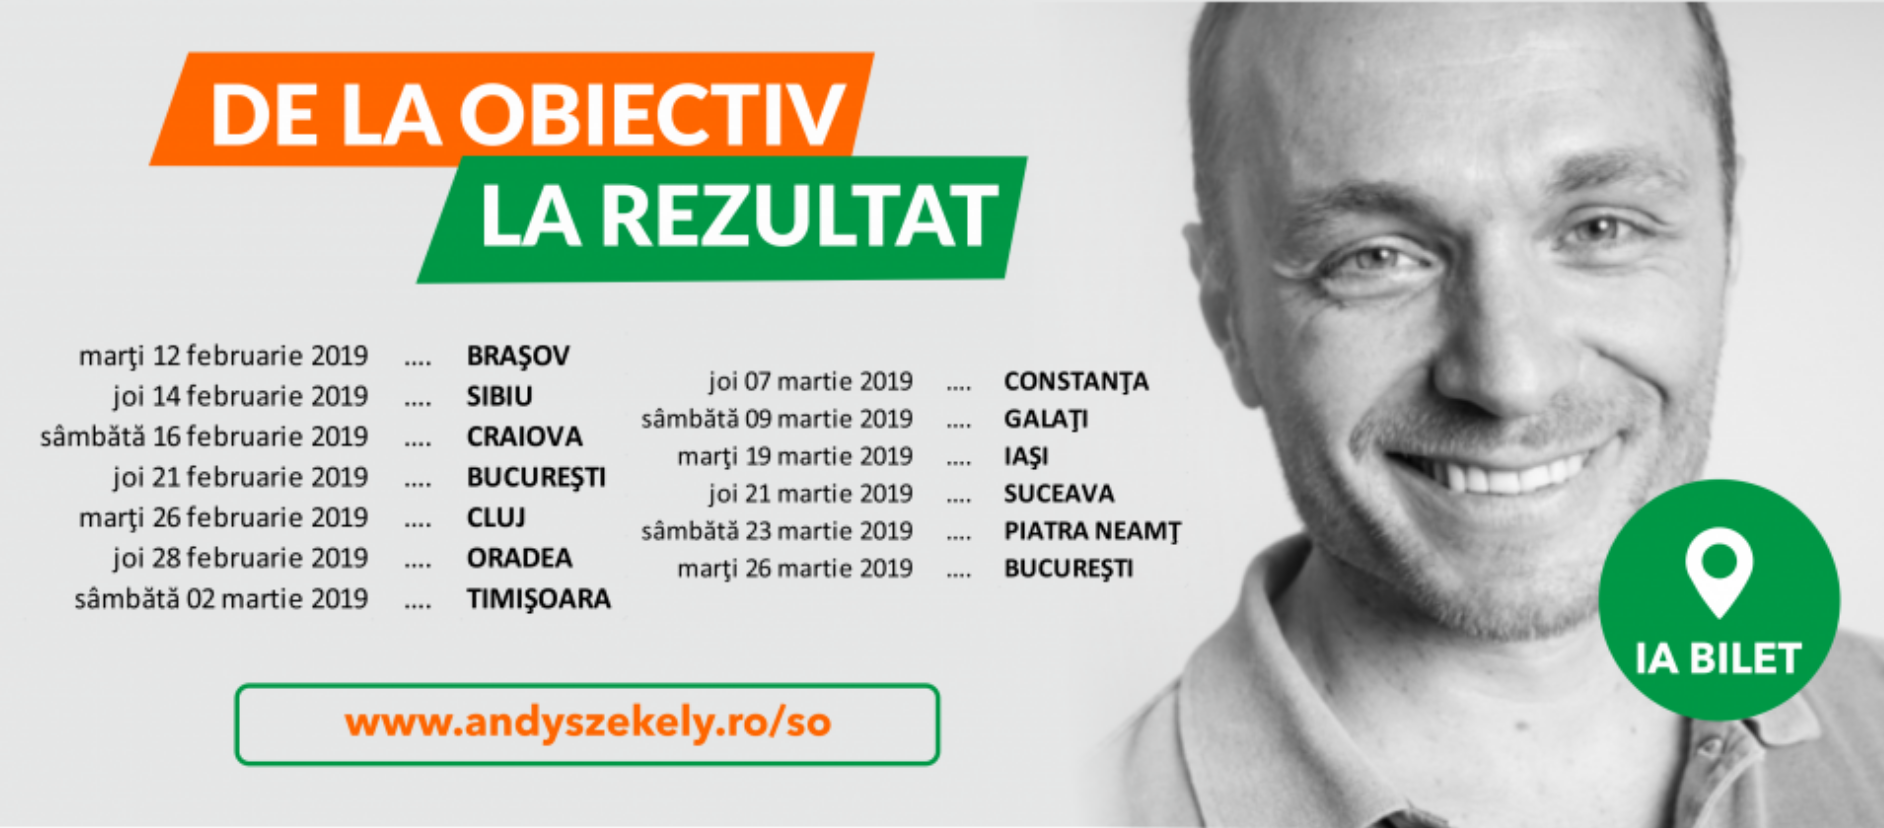 DE LA OBIECTIV
LA REZULTAT
marţi 12 februarie 2019 .... BRAŞOV
joi 14 februarie 2019 .... SIBIU
sâmbătă 16 februarie 2019 .... CRAIOVA
joi 21 februarie 2019 .... BUCUREŞTI
marţi 26 februarie 2019 .... CLUJ
joi 28 februarie 2019 .... ORADEA
sâmbătă 02 martie 2019 .... TIMIŞOARA
joi 07 martie 2019 .... CONSTANŢA
sâmbătă 09 martie 2019 .... GALAŢI
marţi 19 martie 2019 .... IAŞI
joi 21 martie 2019 .... SUCEAVA
sâmbătă 23 martie 2019 .... PIATRA NEAMŢ
marţi 26 martie 2019 .... BUCUREŞTI
IA BILET
www.andyszekely.ro/so